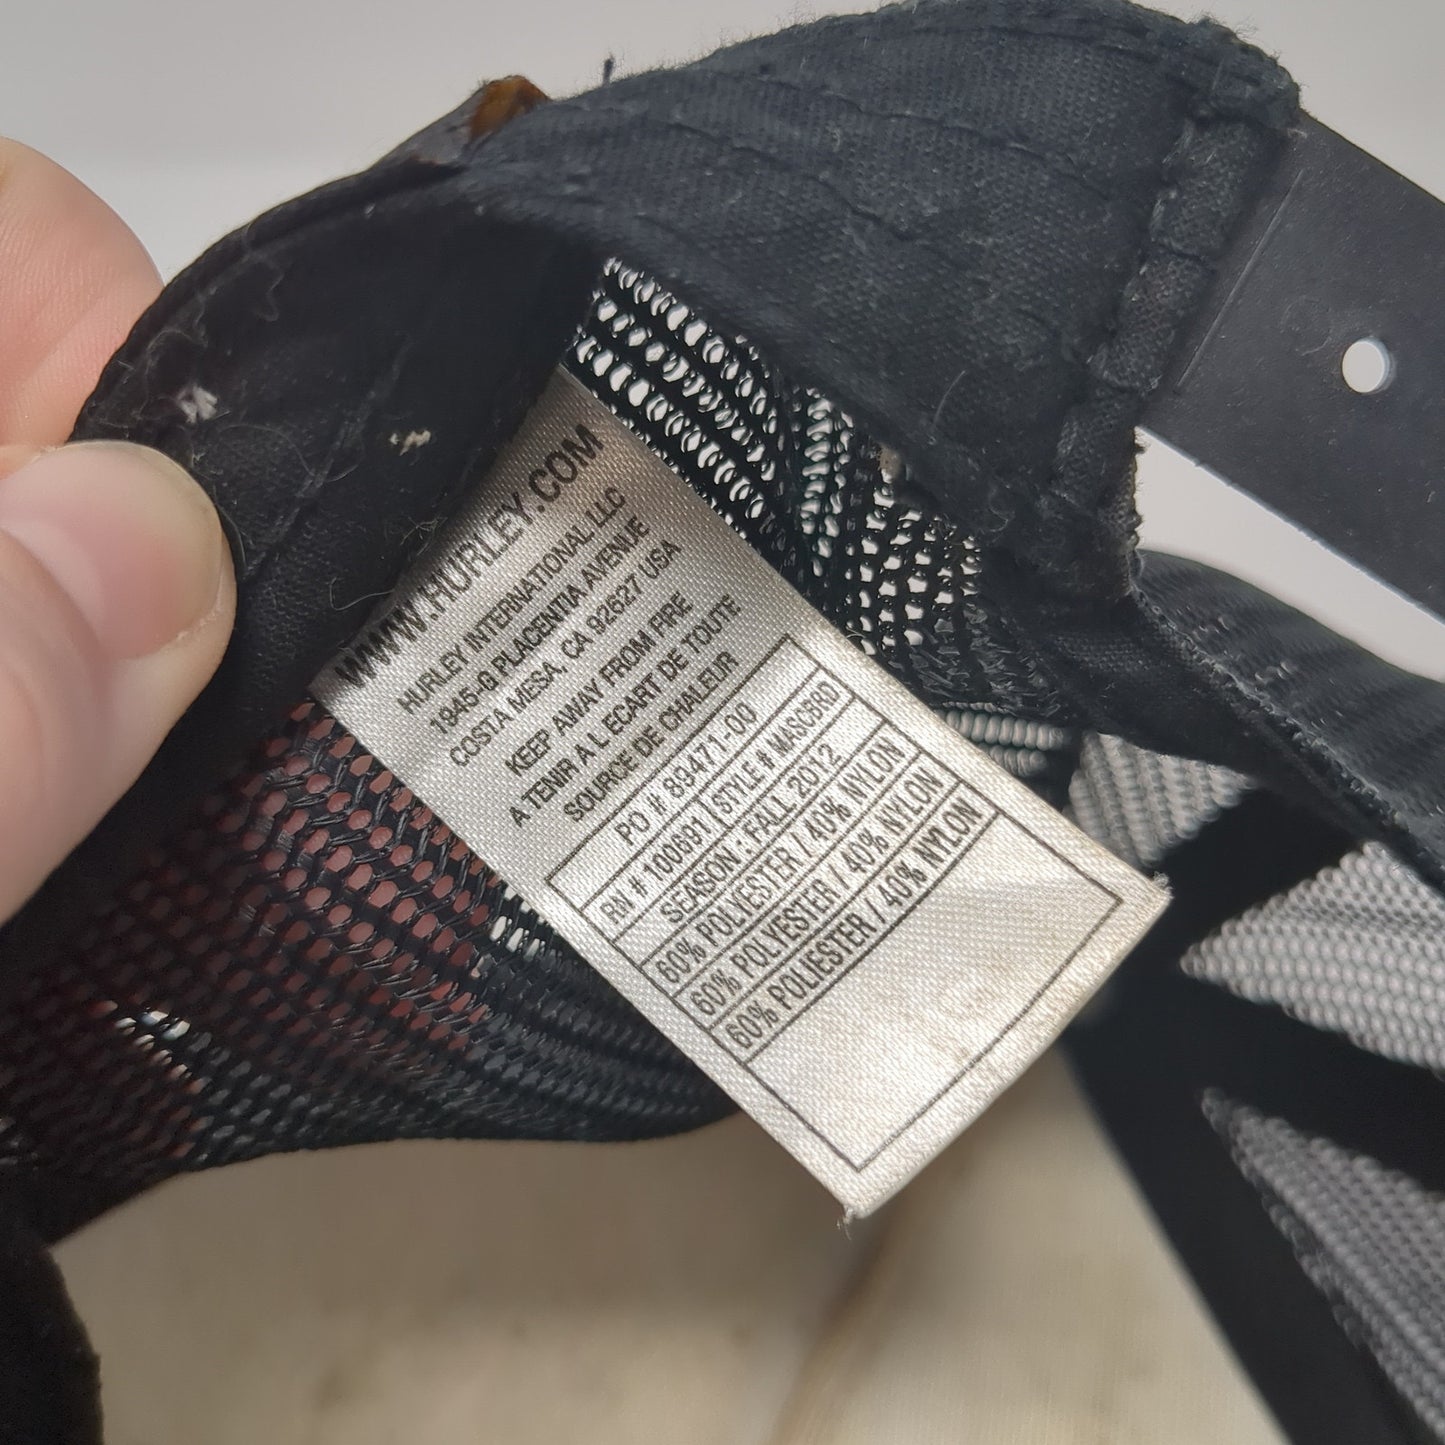 WWW.HURLEY.COM
HURLEY INTERNATIONAL LLC
1945-G PLACENTIA AVENUE
COSTA MESA, CA 92627 USA
KEEP AWAY FROM FIRE
A TENIR A L ECART DE TOUTE
SOURCE DE CHALEUR
PO # 89471-00
RN # 100691 STYLE # MASCBRD
SEASON : FALL 2012
60% POLYESTER / 40% NYLON
60% POLYESTER / 40% NYLON
60% POLIESTER / 40% NYLON